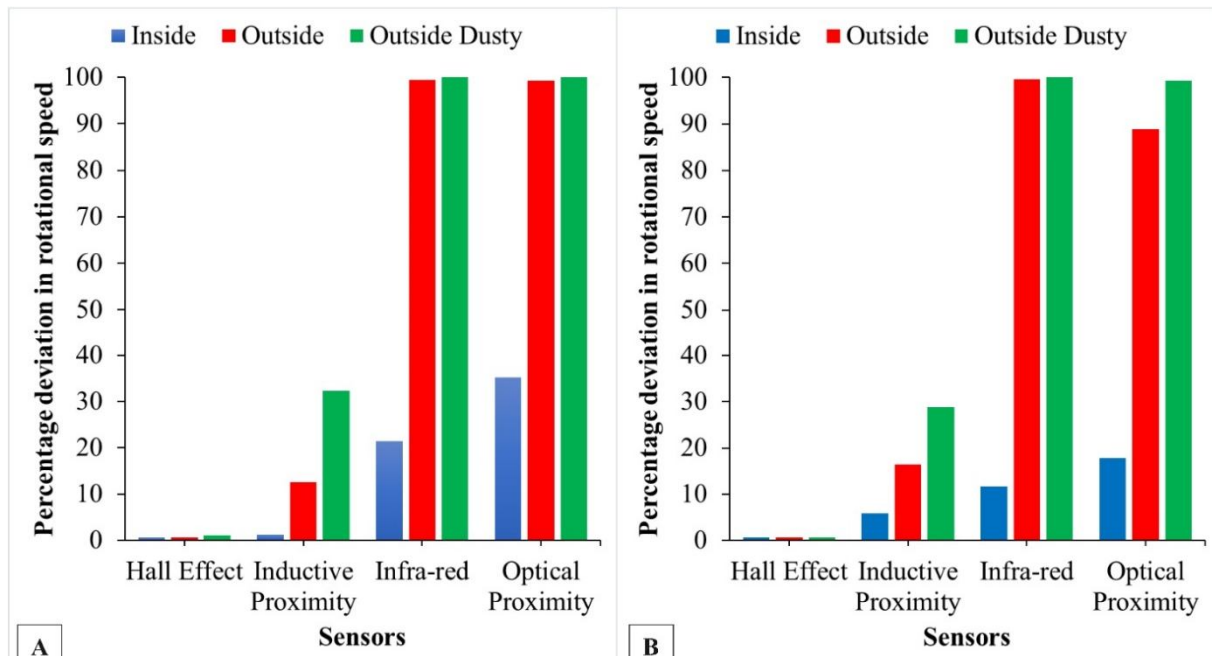 Inside Outside Outside Dusty
Percentage deviation in rotational speed
100
90
80
70
60
50
40
30
20
10
0
Hall Effect Inductive Proximity Infra-red Optical Proximity
Sensors
A
Inside Outside Outside Dusty
Percentage deviation in rotational speed
100
90
80
70
60
50
40
30
20
10
0
Hall Effect Inductive Proximity Infra-red Optical Proximity
Sensors
B